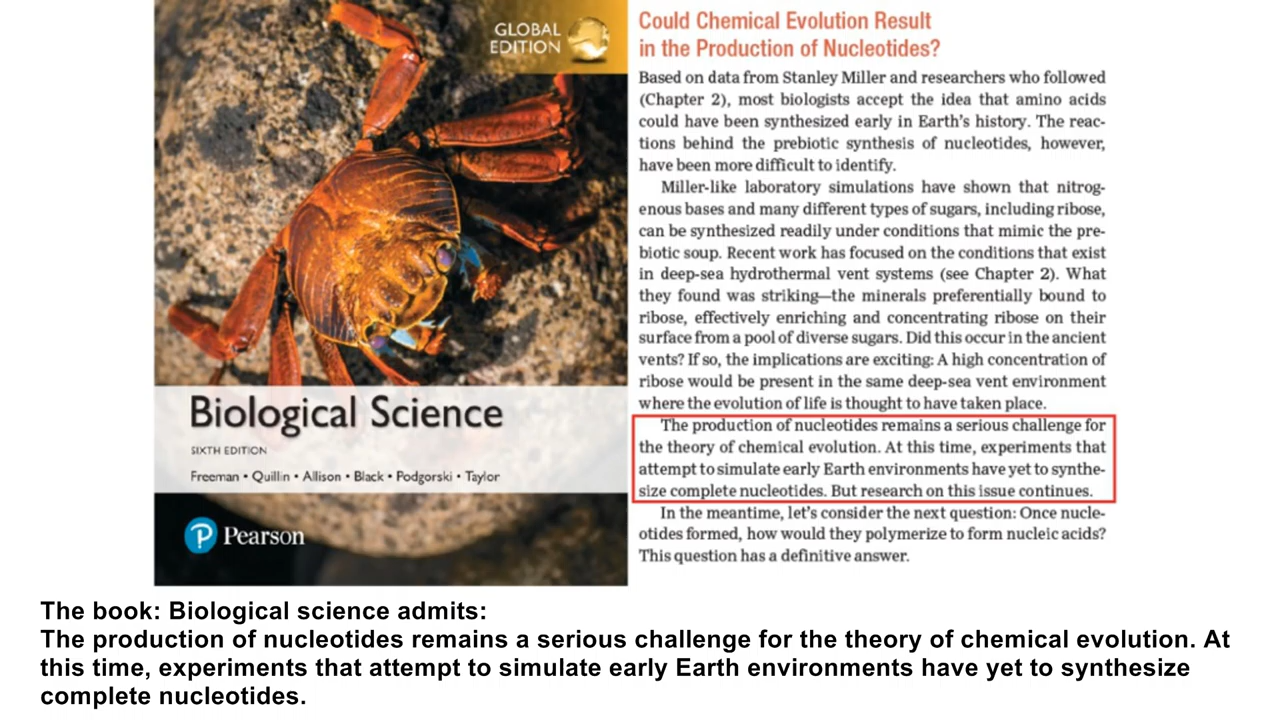 GLOBAL
EDITION
Biological Science
SIXTH EDITION
Freeman • Quillin • Allison • Black • Podgorski • Taylor
P Pearson
Could Chemical Evolution Result
in the Production of Nucleotides?
Based on data from Stanley Miller and researchers who followed
(Chapter 2), most biologists accept the idea that amino acids
could have been synthesized early in Earth's history. The reac-
tions behind the prebiotic synthesis of nucleotides, however,
have been more difficult to identify.
Miller-like laboratory simulations have shown that nitrog-
enous bases and many different types of sugars, including ribose,
can be synthesized readily under conditions that mimic the pre-
biotic soup. Recent work has focused on the conditions that exist
in deep-sea hydrothermal vent systems (see Chapter 2). What
they found was striking—the minerals preferentially bound to
ribose, effectively enriching and concentrating ribose on their
surface from a pool of diverse sugars. Did this occur in the ancient
vents? If so, the implications are exciting: A high concentration of
ribose would be present in the same deep-sea vent environment
where the evolution of life is thought to have taken place.
The production of nucleotides remains a serious challenge for
the theory of chemical evolution. At this time, experiments that
attempt to simulate early Earth environments have yet to synthe-
size complete nucleotides. But research on this issue continues.
In the meantime, let's consider the next question: Once nucle-
otides formed, how would they polymerize to form nucleic acids?
This question has a definitive answer.
The book: Biological science admits:
The production of nucleotides remains a serious challenge for the theory of chemical evolution. At
this time, experiments that attempt to simulate early Earth environments have yet to synthesize
complete nucleotides.